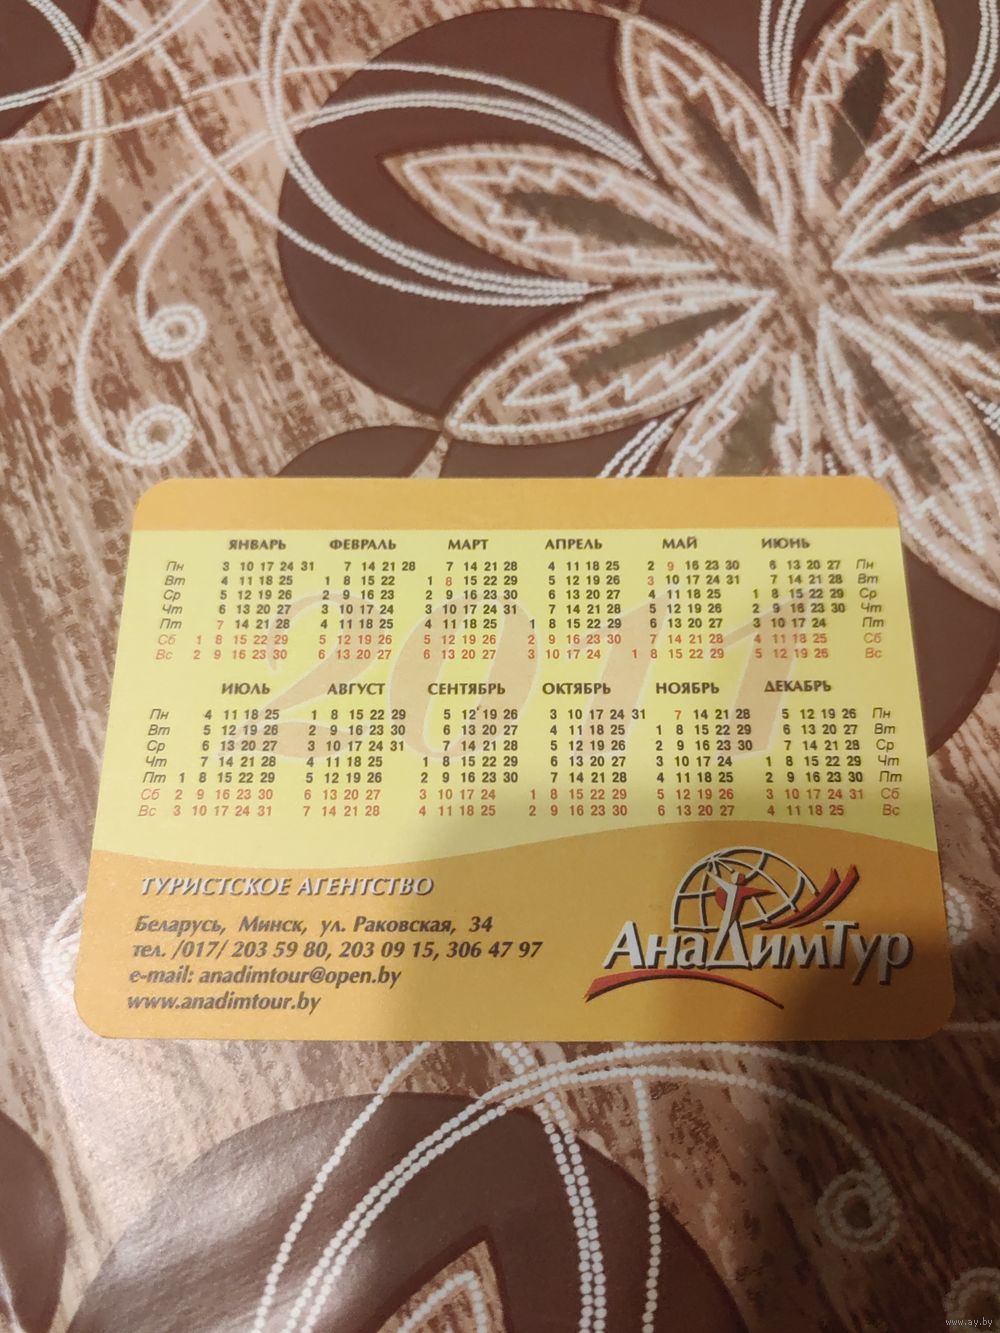 2011
ЯНВАРЬ ФЕВРАЛЬ МАРТ АПРЕЛЬ МАЙ ИЮНЬ
Пн 3 10 17 24 31 7 14 21 28 7 14 21 28 4 11 18 25 2 9 16 23 30 6 13 20 27 Пн
Вт 4 11 18 25 1 8 15 22 1 8 15 22 29 5 12 19 26 3 10 17 24 31 7 14 21 28 Вт
Ср 5 12 19 26 2 9 16 23 2 9 16 23 30 6 13 20 27 4 11 18 25 1 8 15 22 29 Ср
Чт 6 13 20 27 3 10 17 24 3 10 17 24 31 7 14 21 28 5 12 19 26 2 9 16 23 30 Чт
Пт 7 14 21 28 4 11 18 25 4 11 18 25 1 8 15 22 29 6 13 20 27 3 10 17 24 Пт
Сб 1 8 15 22 29 5 12 19 26 5 12 19 26 2 9 16 23 30 7 14 21 28 4 11 18 25 Сб
Вс 2 9 16 23 30 6 13 20 27 6 13 20 27 3 10 17 24 1 8 15 22 29 5 12 19 26 Вс
ИЮЛЬ АВГУСТ СЕНТЯБРЬ ОКТЯБРЬ НОЯБРЬ ДЕКАБРЬ
Пн 4 11 18 25 1 8 15 22 29 5 12 19 26 3 10 17 24 31 7 14 21 28 5 12 19 26 Пн
Вт 5 12 19 26 2 9 16 23 30 6 13 20 27 4 11 18 25 1 8 15 22 29 6 13 20 27 Вт
Ср 6 13 20 27 3 10 17 24 31 7 14 21 28 5 12 19 26 2 9 16 23 30 7 14 21 28 Ср
Чт 7 14 21 28 4 11 18 25 1 8 15 22 29 6 13 20 27 3 10 17 24 1 8 15 22 29 Чт
Пт 1 8 15 22 29 5 12 19 26 2 9 16 23 30 7 14 21 28 4 11 18 25 2 9 16 23 30 Пт
Сб 2 9 16 23 30 6 13 20 27 3 10 17 24 1 8 15 22 29 5 12 19 26 3 10 17 24 31 Сб
Вс 3 10 17 24 31 7 14 21 28 4 11 18 25 2 9 16 23 30 6 13 20 27 4 11 18 25 Вс
ТУРИСТСКОЕ АГЕНТСТВО
Беларусь, Минск, ул. Раковская, 34
тел. /017/ 203 59 80, 203 09 15, 306 47 97
e-mail: anadimtour@open.by
www.anadimtour.by
АнаДимТур
www.ay.by